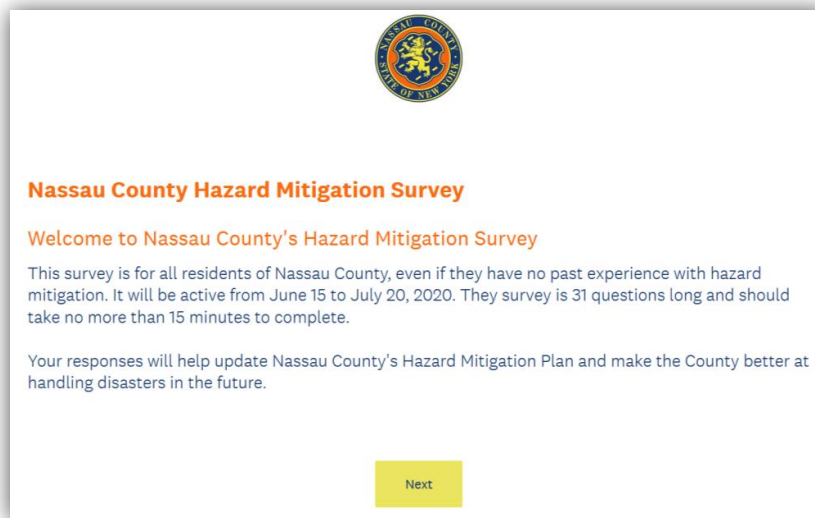 NASSAU COUNTY
STATE OF NEW YORK
Nassau County Hazard Mitigation Survey
Welcome to Nassau County's Hazard Mitigation Survey
This survey is for all residents of Nassau County, even if they have no past experience with hazard
mitigation. It will be active from June 15 to July 20, 2020. They survey is 31 questions long and should
take no more than 15 minutes to complete.
Your responses will help update Nassau County's Hazard Mitigation Plan and make the County better at
handling disasters in the future.
Next